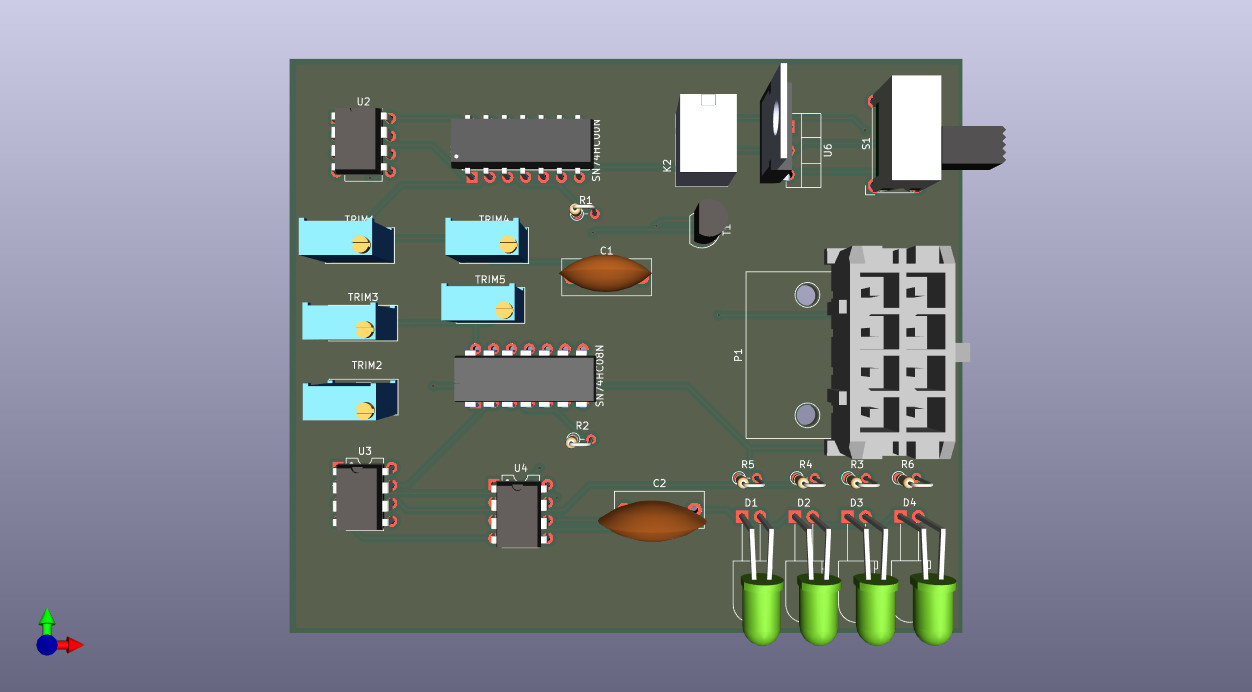 U2
SN74HC00N
K2
U6
S1
R1
TRIM4
T1
C1
TRIM5
TRIM3
P1
SN74HC08N
TRIM2
R2
U3
U4
C2
R5
R4
R3
R6
D1
D2
D3
D4